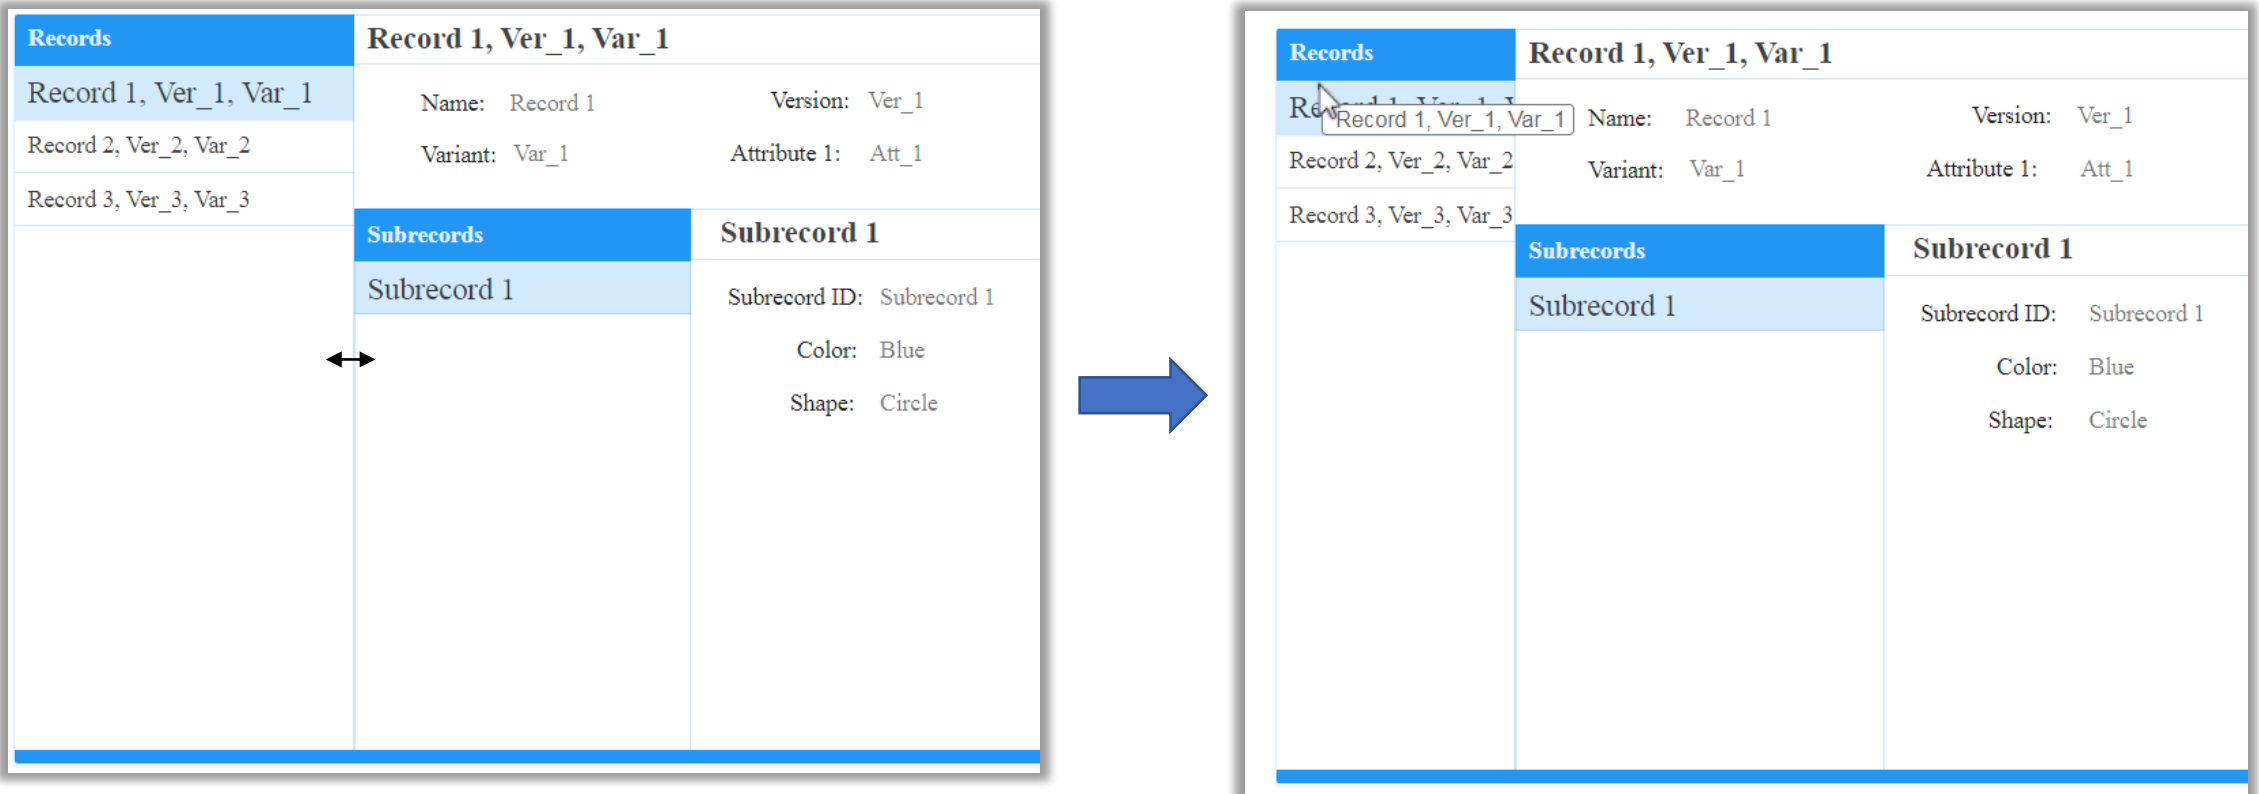 Records
Record 1, Ver_1, Var_1
Record 2, Ver_2, Var_2
Record 3, Ver_3, Var_3
Record 1, Ver_1, Var_1
Name: Record 1 Version: Ver_1
Variant: Var_1 Attribute 1: Att_1
Subrecords
Subrecord 1
Subrecord 1
Subrecord ID: Subrecord 1
Color: Blue
Shape: Circle
Records
Record 1, Ver_1, Var_1
Record 2, Ver_2, Var_2
Record 3, Ver_3, Var_3
Record 1, Ver_1, Var_1
Name: Record 1 Version: Ver_1
Variant: Var_1 Attribute 1: Att_1
Subrecords
Subrecord 1
Subrecord 1
Subrecord ID: Subrecord 1
Color: Blue
Shape: Circle